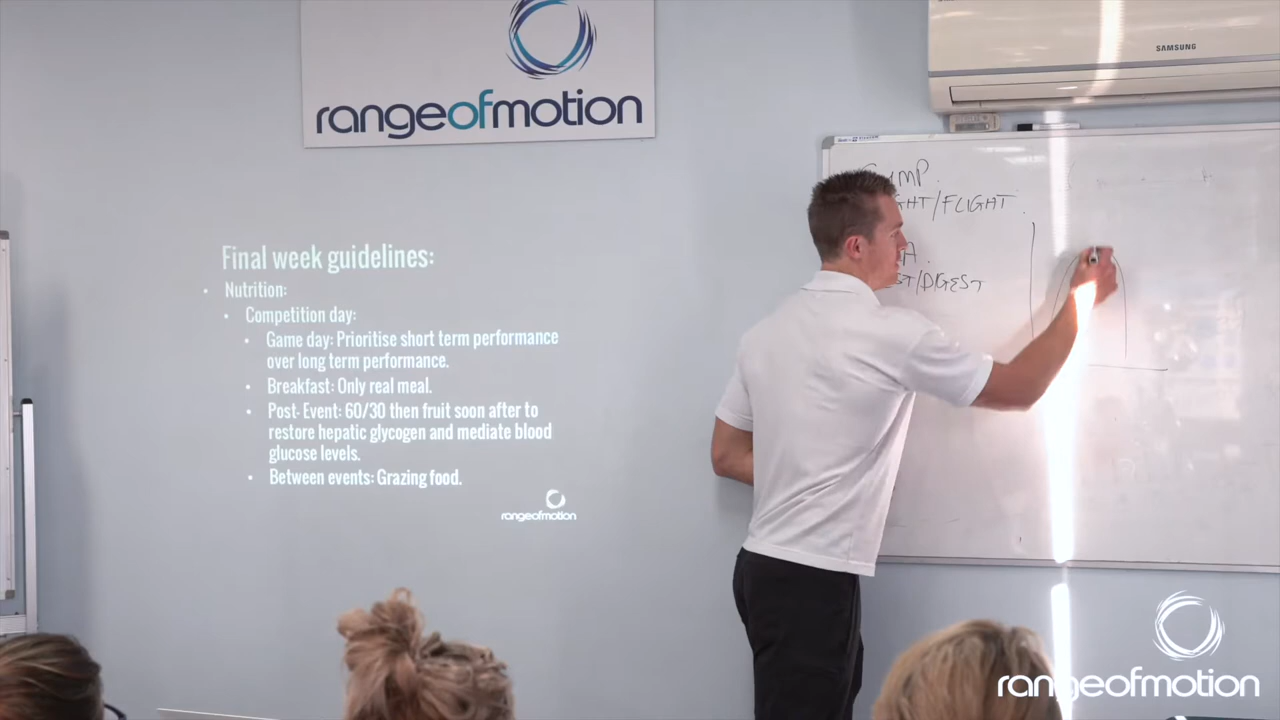 rangeofmotion
SAMSUNG
Final week guidelines:
• Nutrition:
• Competition day:
• Game day: Prioritise short term performance
over long term performance.
• Breakfast: Only real meal.
• Post- Event: 60/30 then fruit soon after to
restore hepatic glycogen and mediate blood
glucose levels.
• Between events: Grazing food.
rangeofmotion
/FLIGHT.
/DIGEST
rangeofmotion